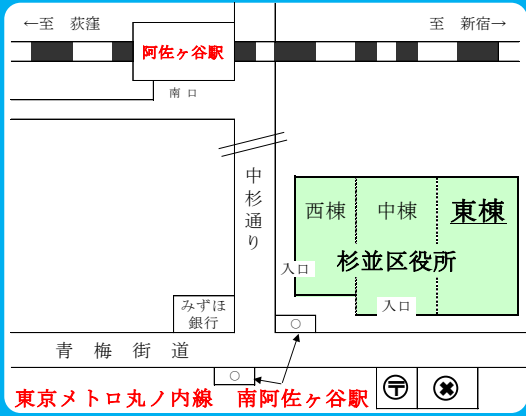 ←至 荻窪
至 新宿→
阿佐ヶ谷駅
南口
中杉通り
西棟
中棟
東棟
杉並区役所
入口
入口
みずほ
銀行
○
青梅街道
○
東京メトロ丸ノ内線 南阿佐ヶ谷駅
〒